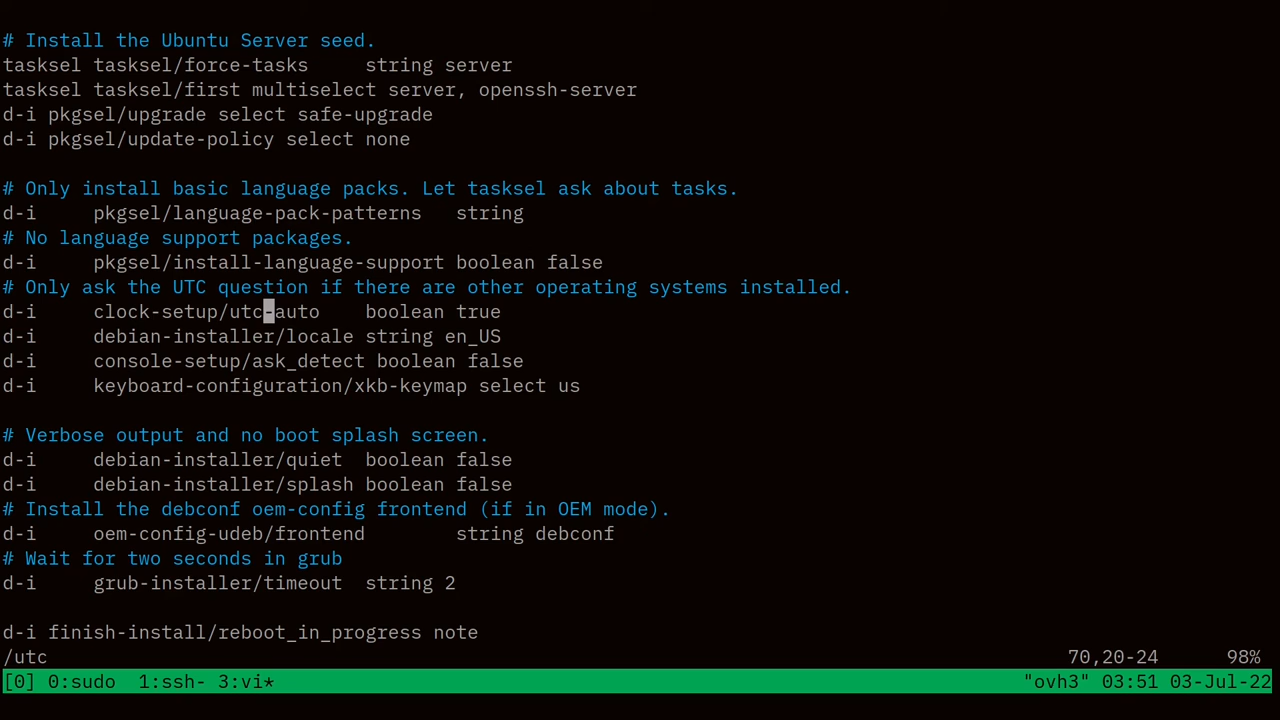 # Install the Ubuntu Server seed.
tasksel tasksel/force-tasks     string server
tasksel tasksel/first multiselect server, openssh-server
d-i pkgsel/upgrade select safe-upgrade
d-i pkgsel/update-policy select none
# Only install basic language packs. Let tasksel ask about tasks.
d-i     pkgsel/language-pack-patterns   string
# No language support packages.
d-i     pkgsel/install-language-support boolean false
# Only ask the UTC question if there are other operating systems installed.
d-i     clock-setup/utc-auto    boolean true
d-i     debian-installer/locale string en_US
d-i     console-setup/ask_detect boolean false
d-i     keyboard-configuration/xkb-keymap select us
# Verbose output and no boot splash screen.
d-i     debian-installer/quiet  boolean false
d-i     debian-installer/splash boolean false
# Install the debconf oem-config frontend (if in OEM mode).
d-i     oem-config-udeb/frontend        string debconf
# Wait for two seconds in grub
d-i     grub-installer/timeout  string 2
d-i finish-install/reboot_in_progress note
/utc 70,20-24 98%
[0] 0:sudo  1:ssh- 3:vi* "ovh3" 03:51 03-Jul-22